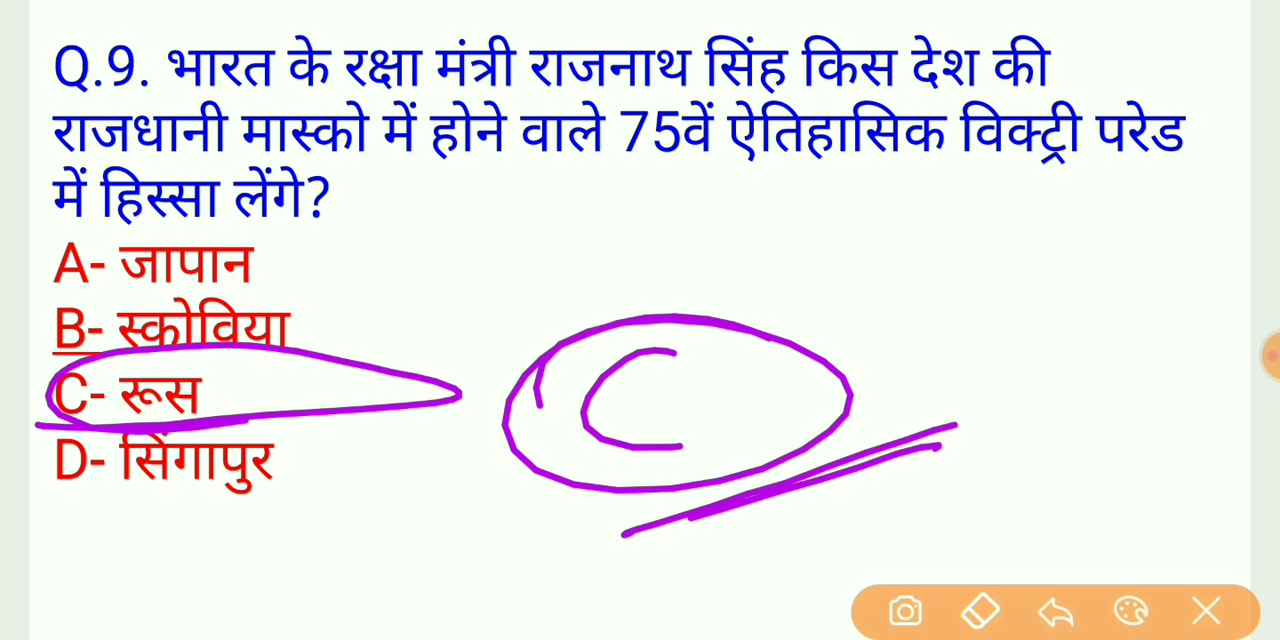 Q.9. भारत के रक्षा मंत्री राजनाथ सिंह किस देश की
राजधानी मास्को में होने वाले 75वें ऐतिहासिक विक्ट्री परेड
में हिस्सा लेंगे?
A- जापान
B- स्कोविया
C- रूस
C
D- सिंगापुर